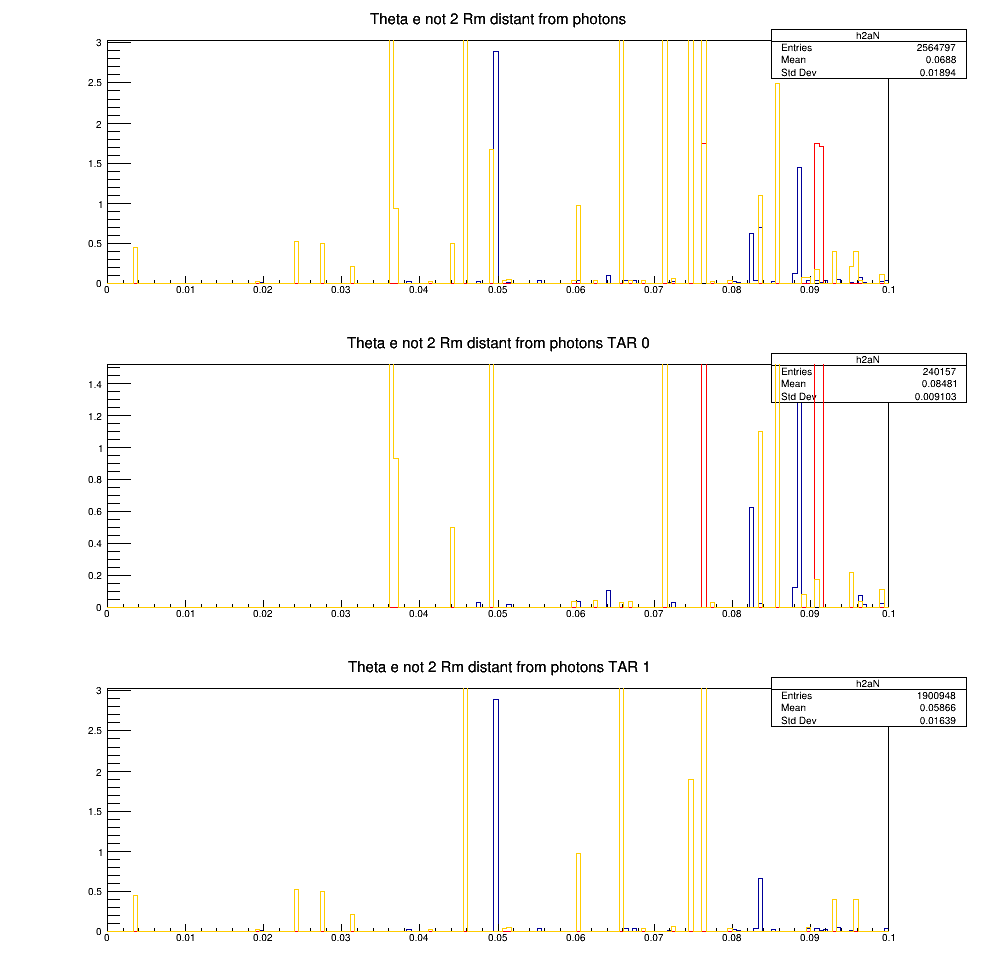 Theta e not 2 Rm distant from photons
h2aN
Entries 2564797
Mean 0.0688
Std Dev 0.01894
3
2.5
2
1.5
1
0.5
0
0 0.01 0.02 0.03 0.04 0.05 0.06 0.07 0.08 0.09 0.1
Theta e not 2 Rm distant from photons TAR 0
h2aN
Entries 240157
Mean 0.08481
Std Dev 0.009103
1.4
1.2
1
0.8
0.6
0.4
0.2
0
0 0.01 0.02 0.03 0.04 0.05 0.06 0.07 0.08 0.09 0.1
Theta e not 2 Rm distant from photons TAR 1
h2aN
Entries 1900948
Mean 0.05866
Std Dev 0.01639
3
2.5
2
1.5
1
0.5
0
0 0.01 0.02 0.03 0.04 0.05 0.06 0.07 0.08 0.09 0.1